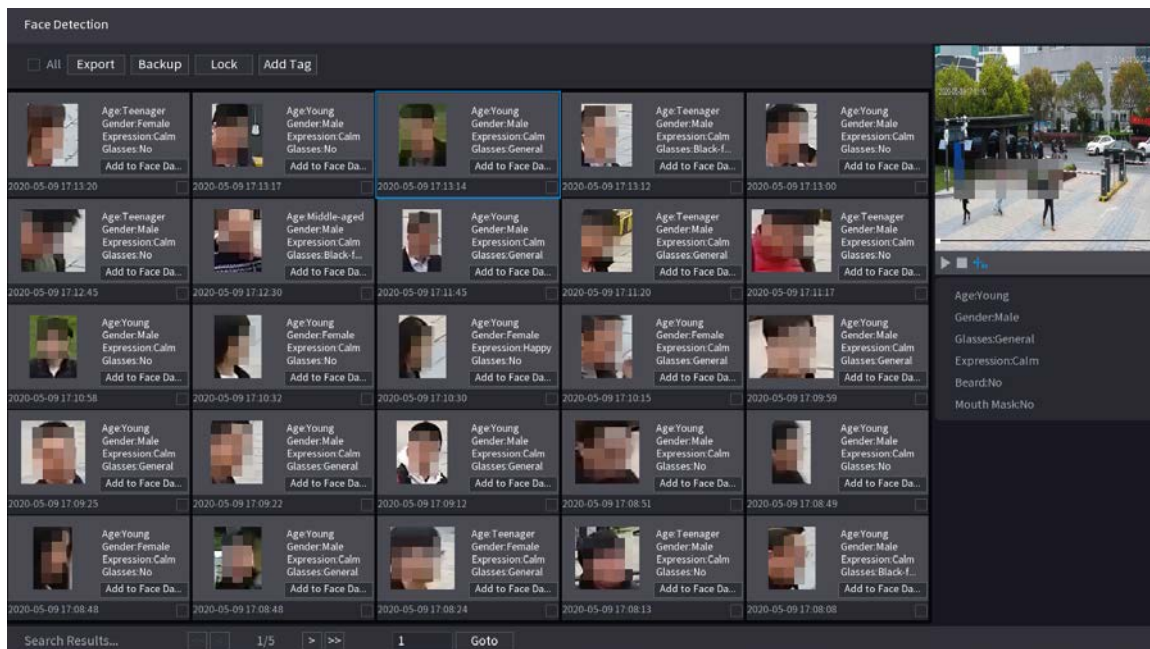 Face Detection
All Export Backup Lock Add Tag
Age:Teenager
Gender:Female
Expression:Calm
Glasses:No
Add to Face Da...
2020-05-09 17:13:20
Age:Young
Gender:Male
Expression:Calm
Glasses:No
Add to Face Da...
2020-05-09 17:13:17
Age:Young
Gender:Male
Expression:Calm
Glasses:General
Add to Face Da...
2020-05-09 17:13:14
Age:Teenager
Gender:Male
Expression:Calm
Glasses:Black-f...
Add to Face Da...
2020-05-09 17:13:12
Age:Young
Gender:Male
Expression:Calm
Glasses:No
Add to Face Da...
2020-05-09 17:13:00
Age:Teenager
Gender:Male
Expression:Calm
Glasses:No
Add to Face Da...
2020-05-09 17:12:45
Age:Middle-aged
Gender:Male
Expression:Calm
Glasses:Black-f...
Add to Face Da...
2020-05-09 17:12:30
Age:Young
Gender:Male
Expression:Calm
Glasses:General
Add to Face Da...
2020-05-09 17:11:45
Age:Teenager
Gender:Male
Expression:Calm
Glasses:General
Add to Face Da...
2020-05-09 17:11:20
Age:Teenager
Gender:Male
Expression:Calm
Glasses:No
Add to Face Da...
2020-05-09 17:11:17
Age:Young
Gender:Male
Expression:Calm
Glasses:No
Add to Face Da...
2020-05-09 17:10:58
Age:Young
Gender:Female
Expression:Calm
Glasses:No
Add to Face Da...
2020-05-09 17:10:32
Age:Young
Gender:Female
Expression:Happy
Glasses:No
Add to Face Da...
2020-05-09 17:10:30
Age:Young
Gender:Female
Expression:Calm
Glasses:General
Add to Face Da...
2020-05-09 17:10:15
Age:Young
Gender:Male
Expression:Calm
Glasses:General
Add to Face Da...
2020-05-09 17:09:59
Age:Young
Gender:Male
Expression:Calm
Glasses:General
Add to Face Da...
2020-05-09 17:09:25
Age:Young
Gender:Male
Expression:Calm
Glasses:General
Add to Face Da...
2020-05-09 17:09:22
Age:Young
Gender:Male
Expression:Calm
Glasses:General
Add to Face Da...
2020-05-09 17:09:12
Age:Young
Gender:Male
Expression:Calm
Glasses:No
Add to Face Da...
2020-05-09 17:08:51
Age:Young
Gender:Male
Expression:Calm
Glasses:No
Add to Face Da...
2020-05-09 17:08:49
Age:Young
Gender:Female
Expression:Calm
Glasses:No
Add to Face Da...
2020-05-09 17:08:48
Age:Young
Gender:Male
Expression:Calm
Glasses:General
Add to Face Da...
2020-05-09 17:08:48
Age:Teenager
Gender:Female
Expression:Calm
Glasses:General
Add to Face Da...
2020-05-09 17:08:24
Age:Teenager
Gender:Male
Expression:Calm
Glasses:No
Add to Face Da...
2020-05-09 17:08:13
Age:Young
Gender:Male
Expression:Calm
Glasses:Black-f...
Add to Face Da...
2020-05-09 17:08:08
Age:Young
Gender:Male
Glasses:General
Expression:Calm
Beard:No
Mouth Mask:No
Search Results... 1/5 > >> 1 Goto